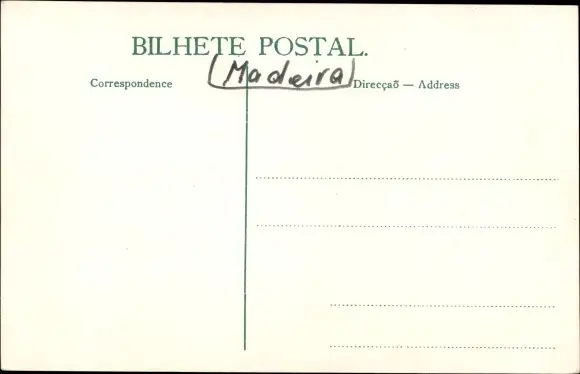 BILHETE POSTAL.
(Madeira)
Correspondence
Direcçaõ — Address